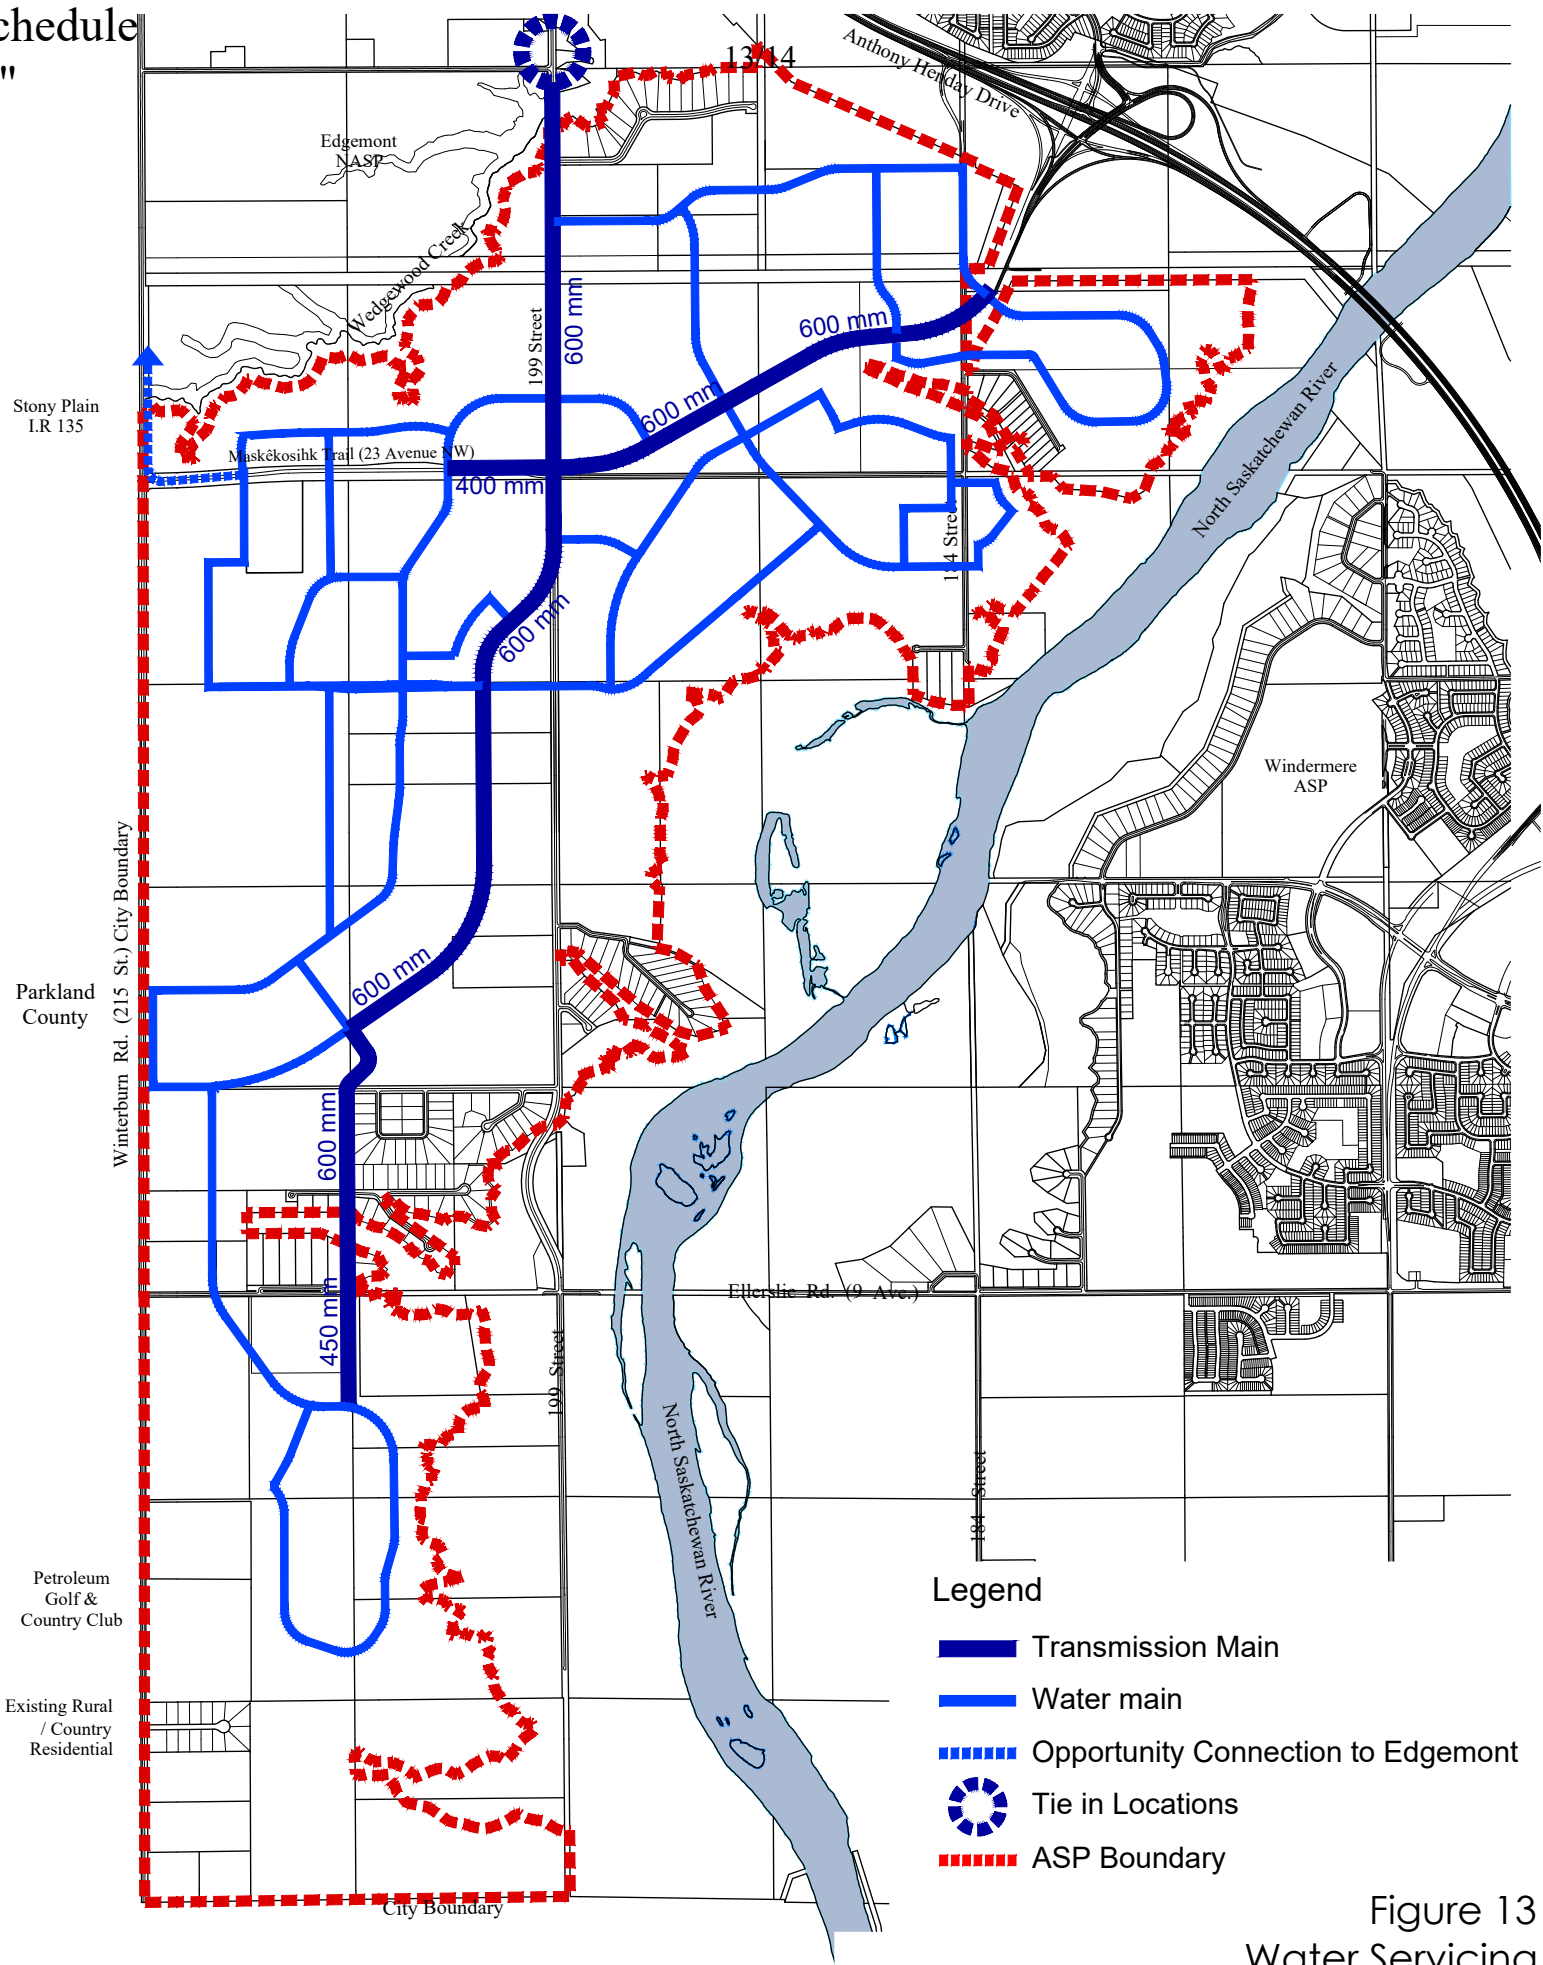 chedule
"
13/14
Anthony Henday Drive
Edgemont
NASP
Wedgewood Creek
199 Street
600 mm
600 mm
600 mm
Stony Plain
I.R 135
Maskêkosihk Trail (23 Avenue NW)
400 mm
North Saskatchewan River
184 Street
600 mm
Windermere
ASP
Winterburn Rd. (215 St.) City Boundary
600 mm
Parkland
County
600 mm
Ellerslie Rd. (9 Ave.)
450 mm
199 Street
North Saskatchewan River
184 Street
Petroleum
Golf &
Country Club
Existing Rural
/ Country
Residential
City Boundary
Legend
Transmission Main
Water main
Opportunity Connection to Edgemont
Tie in Locations
ASP Boundary
Figure 13
Water Servicing